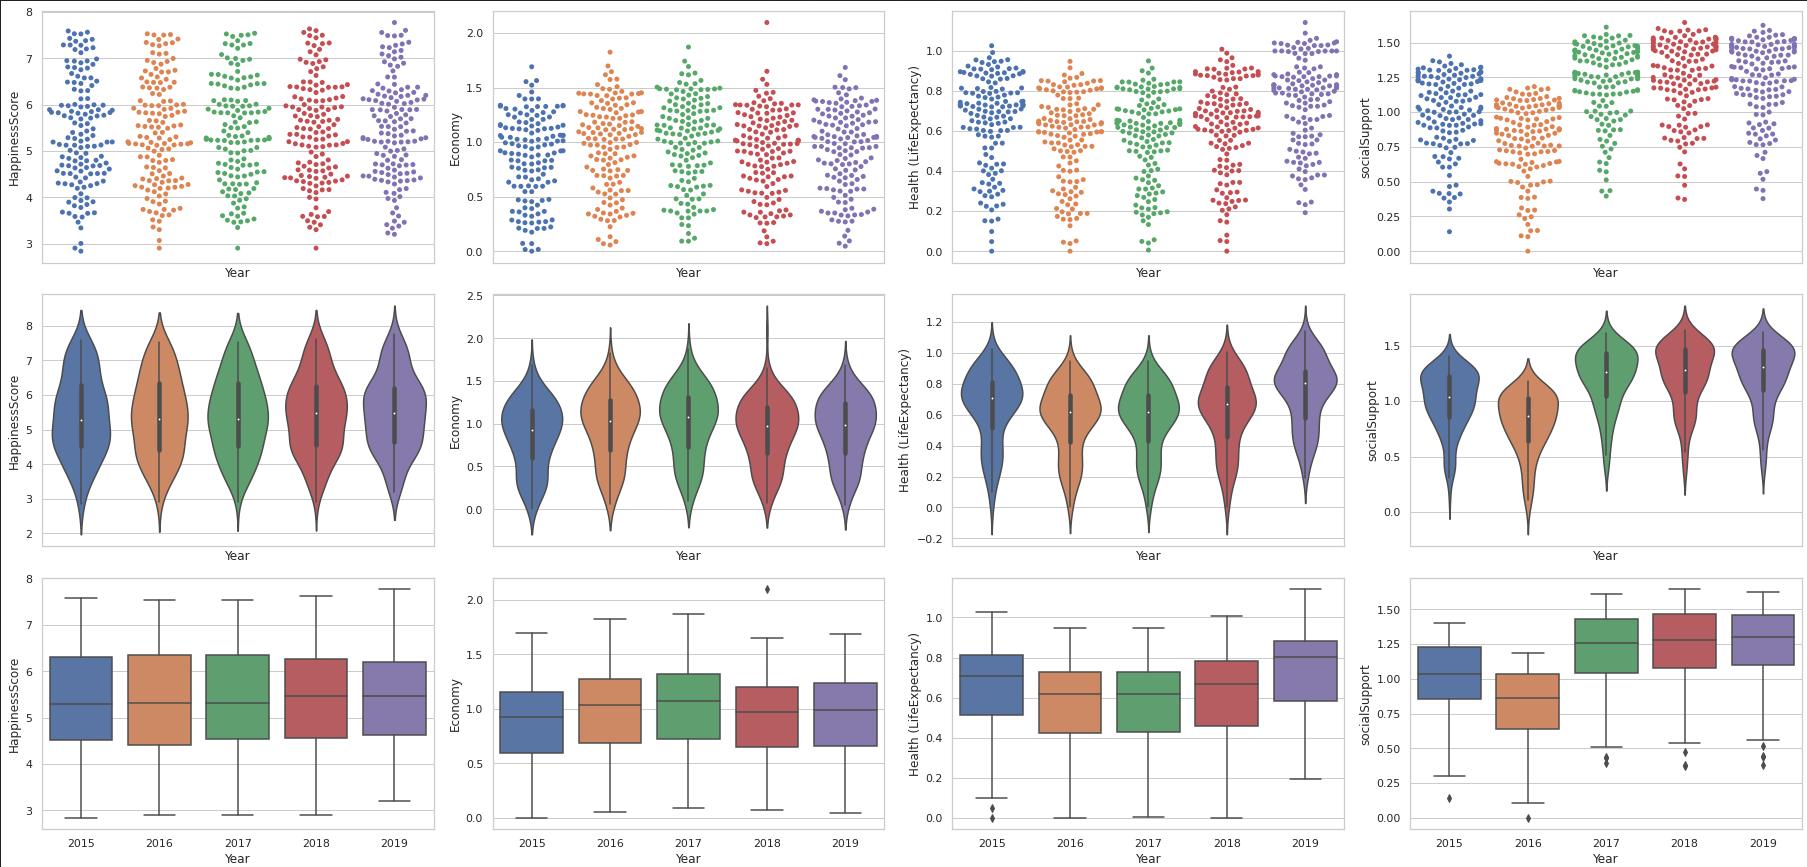 8
7
6
5
4
3
HappinessScore
Year
2.0
1.5
1.0
0.5
0.0
Economy
Year
1.0
0.8
0.6
0.4
0.2
0.0
Health (LifeExpectancy)
Year
1.50
1.25
1.00
0.75
0.50
0.25
0.00
socialSupport
Year
8
7
6
5
4
3
2
HappinessScore
Year
2.5
2.0
1.5
1.0
0.5
0.0
Economy
Year
1.2
1.0
0.8
0.6
0.4
0.2
0.0
−0.2
Health (LifeExpectancy)
Year
1.5
1.0
0.5
0.0
socialSupport
Year
8
7
6
5
4
3
HappinessScore
2015 2016 2017 2018 2019
Year
2.0
1.5
1.0
0.5
0.0
Economy
2015 2016 2017 2018 2019
Year
1.0
0.8
0.6
0.4
0.2
0.0
Health (LifeExpectancy)
2015 2016 2017 2018 2019
Year
1.50
1.25
1.00
0.75
0.50
0.25
0.00
socialSupport
2015 2016 2017 2018 2019
Year